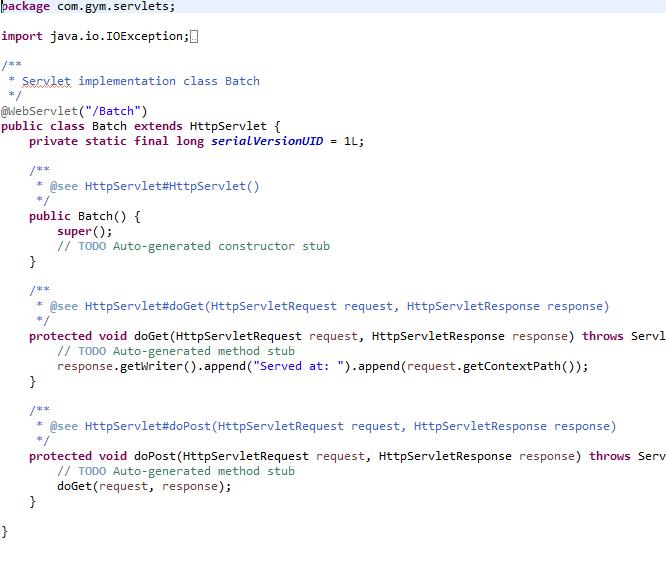 package com.gym.servlets;
import java.io.IOException;
/**
 * Servlet implementation class Batch
 */
@WebServlet("/Batch")
public class Batch extends HttpServlet {
    private static final long serialVersionUID = 1L;
    /**
     * @see HttpServlet#HttpServlet()
     */
    public Batch() {
        super();
        // TODO Auto-generated constructor stub
    }
    /**
     * @see HttpServlet#doGet(HttpServletRequest request, HttpServletResponse response)
     */
    protected void doGet(HttpServletRequest request, HttpServletResponse response) throws Servl
        // TODO Auto-generated method stub
        response.getWriter().append("Served at: ").append(request.getContextPath());
    }
    /**
     * @see HttpServlet#doPost(HttpServletRequest request, HttpServletResponse response)
     */
    protected void doPost(HttpServletRequest request, HttpServletResponse response) throws Serv
        // TODO Auto-generated method stub
        doGet(request, response);
    }
}